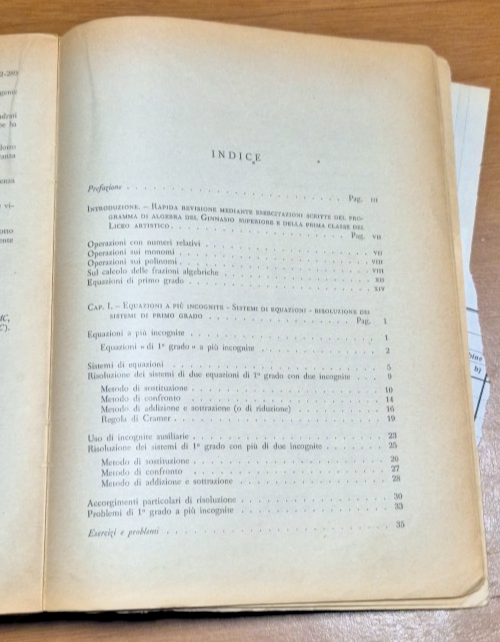 INDICE
Prefazione . . . . . . . . . . . . . . . . . . . . Pag. III
INTRODUZIONE. — RAPIDA REVISIONE MEDIANTE ESERCITAZIONI SCRITTE DEL PRO-
GRAMMA DI ALGEBRA DEL GINNASIO SUPERIORE E DELLA PRIMA CLASSE DEL
LICEO ARTISTICO . . . . . . . . . . . . . . . . . Pag. VII
Operazioni con numeri relativi . . . . . . . . . . . . VII
Operazioni sui monomi . . . . . . . . . . . . VIII
Operazioni sui polinomi . . . . . . . . . . . . VIII
Sul calcolo delle frazioni algebriche . . . . . . . . . . . . XII
Equazioni di primo grado . . . . . . . . . . . . XIV
CAP. I. — EQUAZIONI A PIÙ INCOGNITE - SISTEMI DI EQUAZIONI - RISOLUZIONE DEI
SISTEMI DI PRIMO GRADO . . . . . . . . . . . . Pag. 1
Equazioni a più incognite . . . . . . . . . . . . 1
Equazioni « di 1° grado » a più incognite . . . . . . . . . . . . 2
Sistemi di equazioni . . . . . . . . . . . . 5
Risoluzione dei sistemi di due equazioni di 1° grado con due incognite . . . 9
Metodo di sostituzione . . . . . . . . . . . . 10
Metodo di confronto . . . . . . . . . . . . 14
Metodo di addizione e sottrazione (o di riduzione) . . . . . . . . . 16
Regola di Cramer . . . . . . . . . . . . 19
Uso di incognite ausiliarie . . . . . . . . . . . . 23
Risoluzione dei sistemi di 1° grado con più di due incognite . . . . . . 25
Metodo di sostituzione . . . . . . . . . . . . 26
Metodo di confronto . . . . . . . . . . . . 27
Metodo di addizione e sottrazione . . . . . . . . . . . . 28
Accorgimenti particolari di risoluzione . . . . . . . . . . . . 30
Problemi di 1° grado a più incognite . . . . . . . . . . . . 33
Esercizi e problemi . . . . . . . . . . . . 35